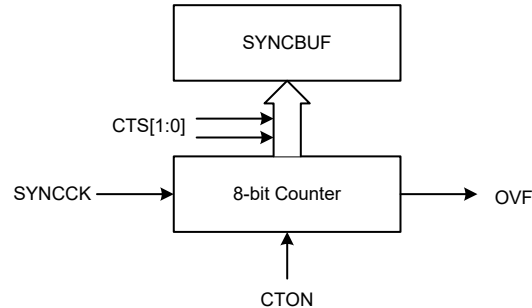 SYNCBUF
CTS[1:0]
SYNCCK
8-bit Counter
OVF
CTON